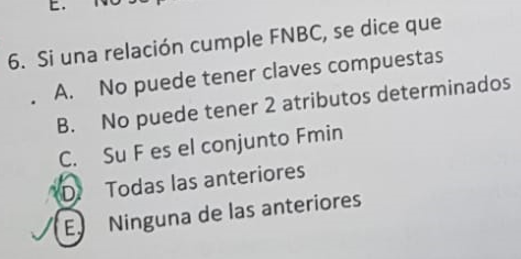 E.
6. Si una relación cumple FNBC, se dice que
A. No puede tener claves compuestas
B. No puede tener 2 atributos determinados
C. Su F es el conjunto Fmin
D. Todas las anteriores
E. Ninguna de las anteriores